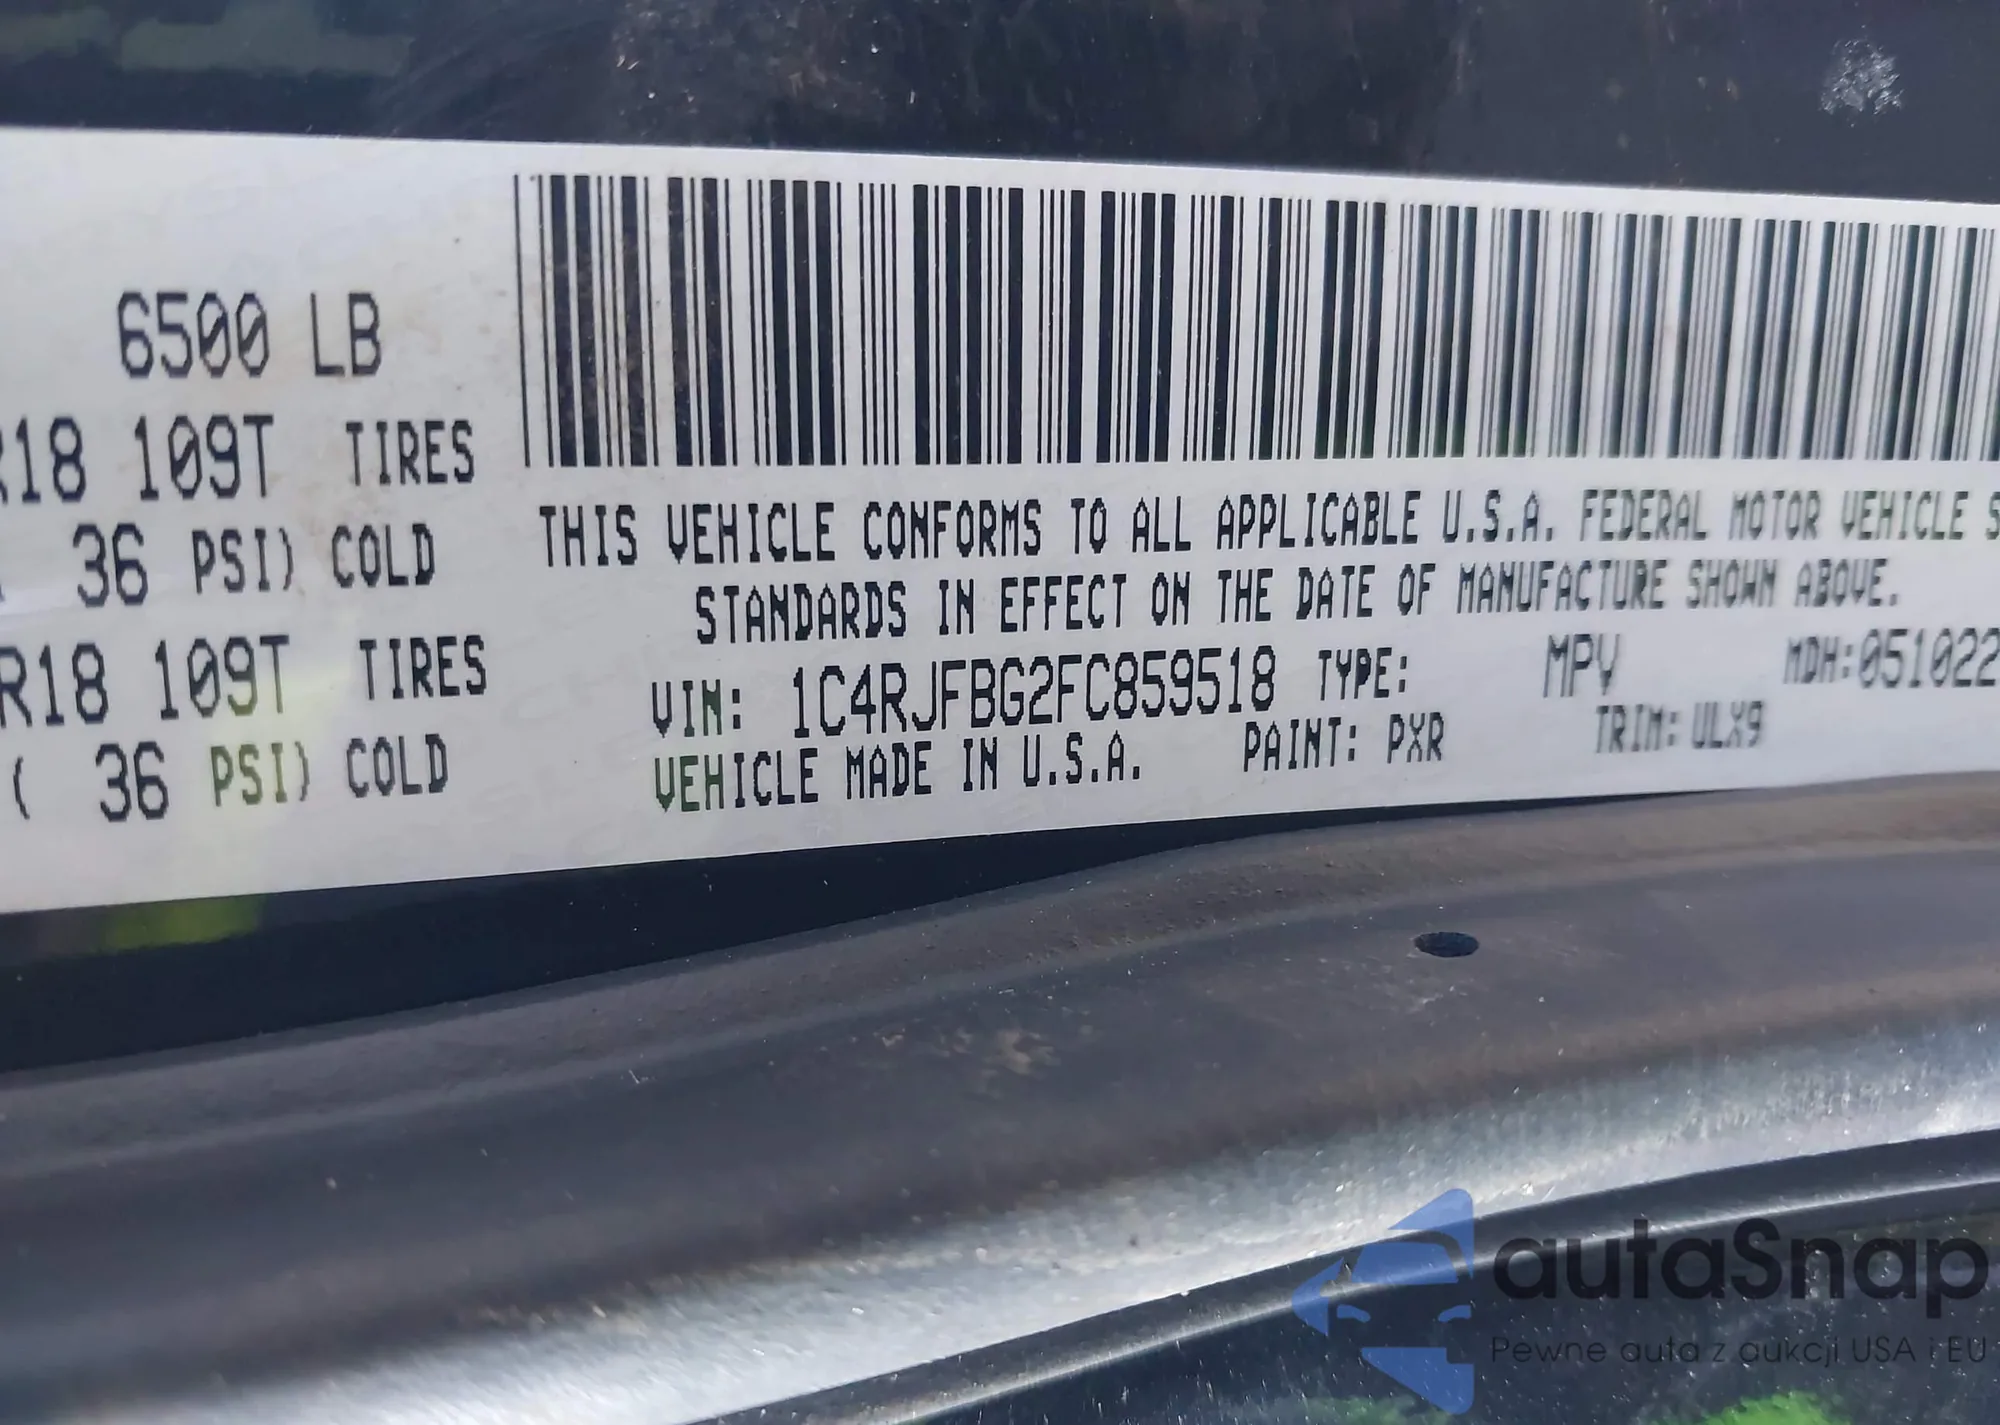 6500 LB
R18 109T TIRES
36 PSI) COLD
R18 109T TIRES
( 36 PSI) COLD
THIS VEHICLE CONFORMS TO ALL APPLICABLE U.S.A. FEDERAL MOTOR VEHICLE S
STANDARDS IN EFFECT ON THE DATE OF MANUFACTURE SHOWN ABOVE.
VIN: 1C4RJFBG2FC859518 TYPE: MPV MDH:051022
VEHICLE MADE IN U.S.A. PAINT: PXR TRIM: ULX9
autaSnap
Pewne auta z aukcji USA i EU